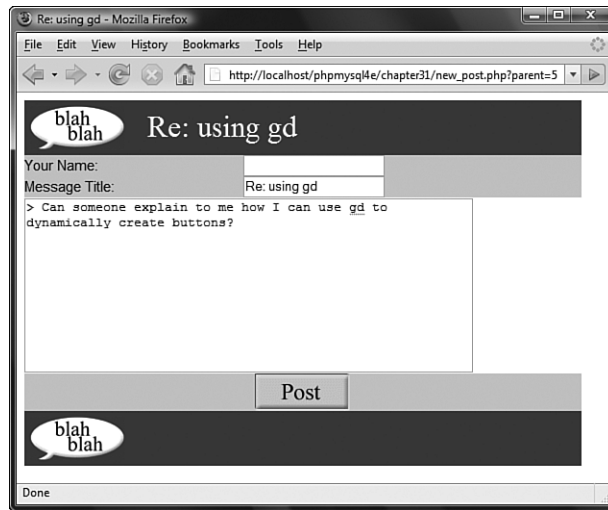 Re: using gd - Mozilla Firefox
File Edit View History Bookmarks Tools Help
http://localhost/phpmysql4e/chapter31/new_post.php?parent=5
blah
blah
Re: using gd
Your Name:
Message Title: Re: using gd
> Can someone explain to me how I can use gd to
dynamically create buttons?
Post
blah
blah
Done